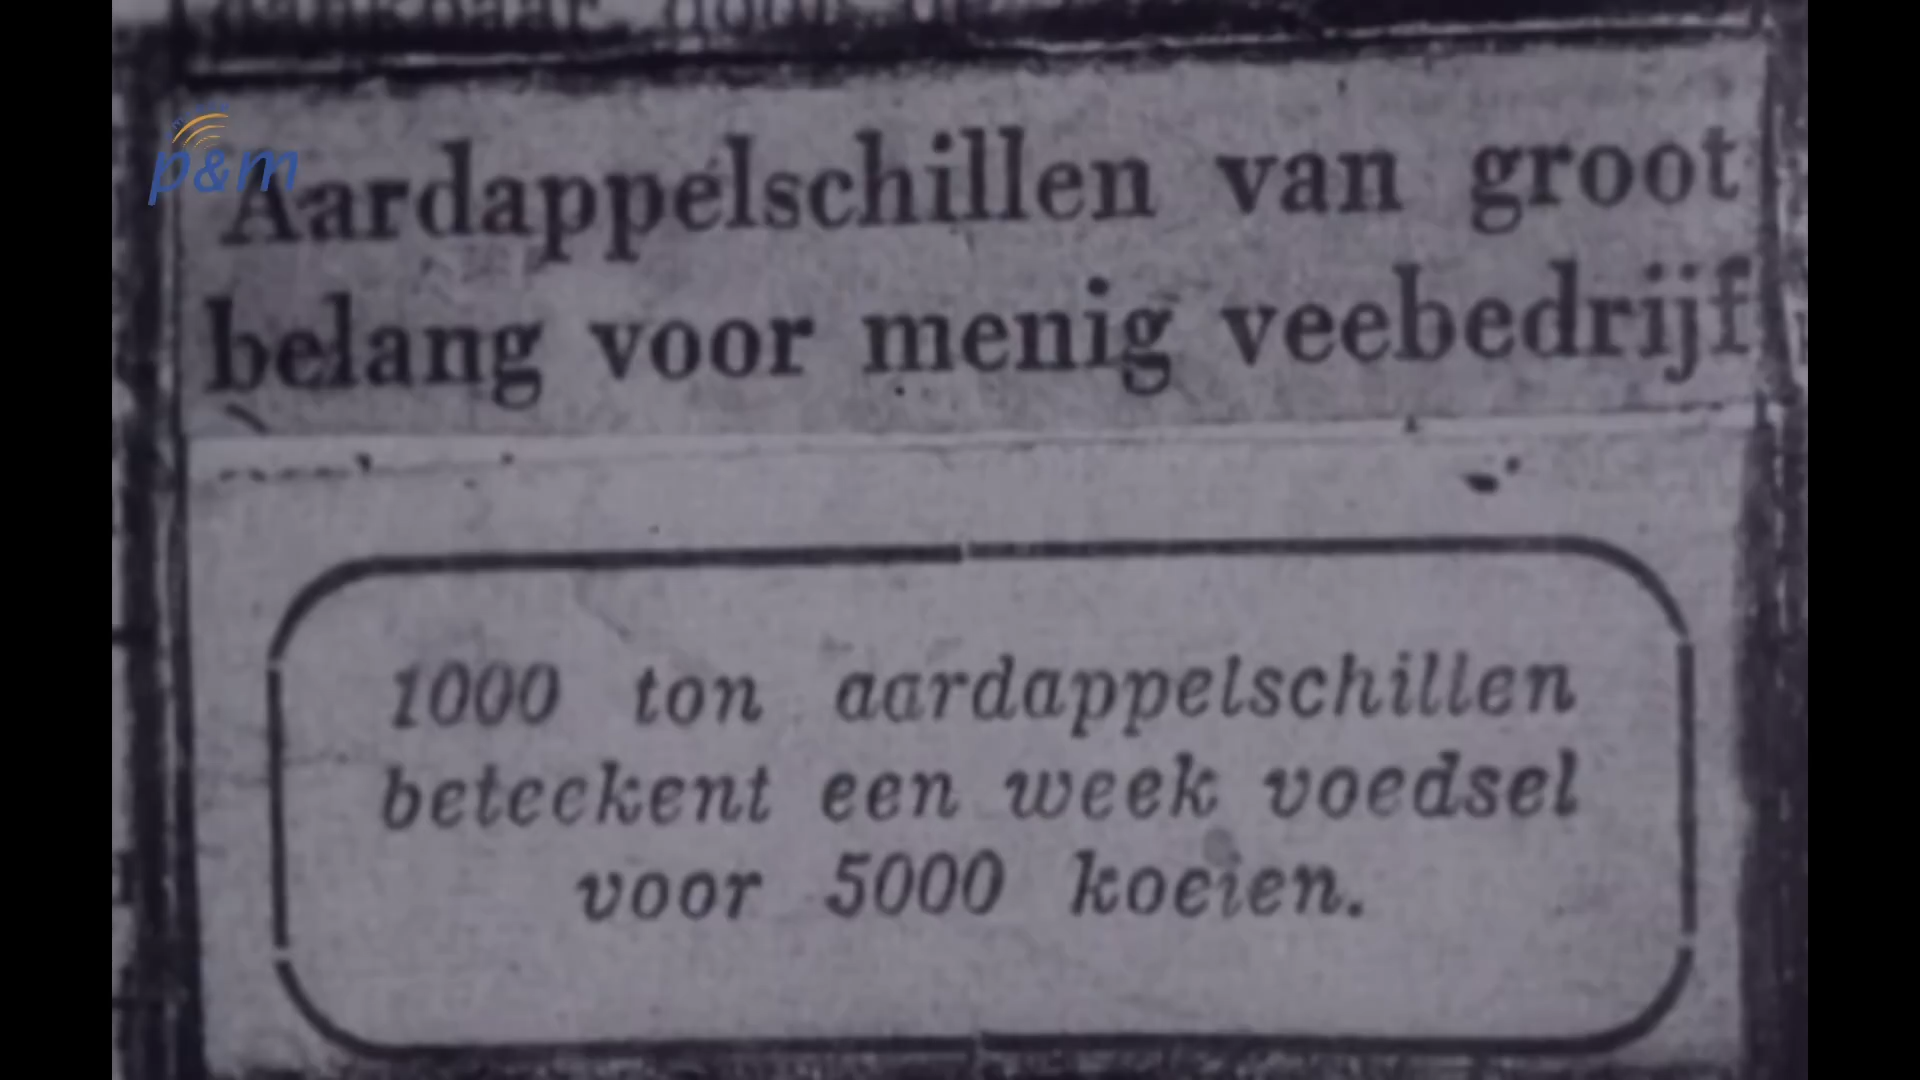 p&m
Aardappelschillen van groot
belang voor menig veebedrijf
1000 ton aardappelschillen
beteekent een week voedsel
voor 5000 koeien.